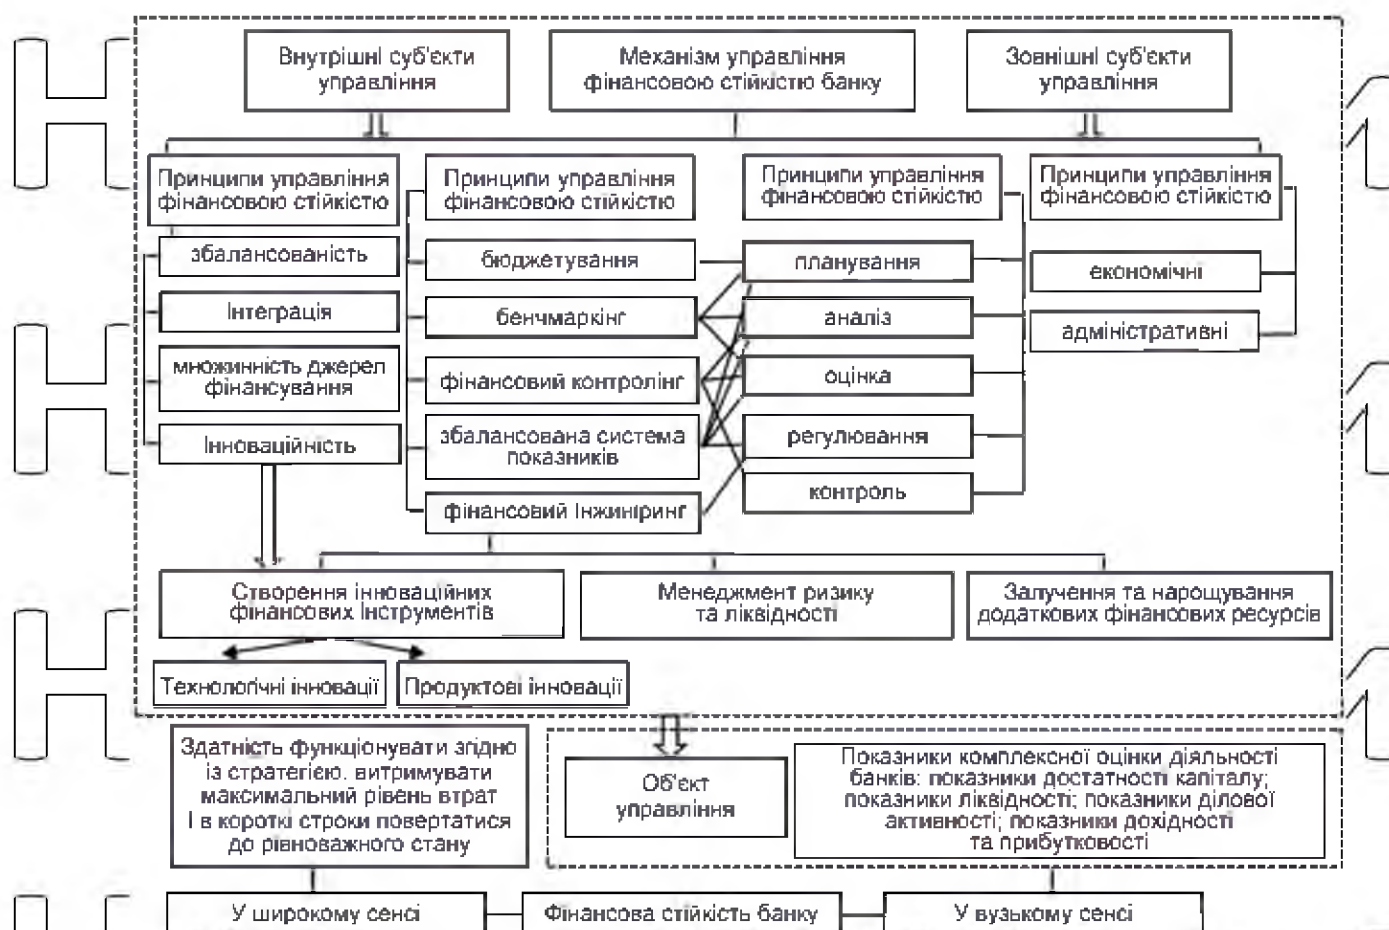 Внутрішні суб'єкти
управління
Механізм управління
фінансовою стійкістю банку
Зовнішні суб'єкти
управління
Принципи управління
фінансовою стійкістю
Принципи управління
фінансовою стійкістю
Принципи управління
фінансовою стійкістю
Принципи управління
фінансовою стійкістю
збалансованість
Інтеграція
множинність джерел
фінансування
Інноваційність
бюджетування
бенчмаркінг
фінансовий контролінг
збалансована система
показників
фінансовий Інжиніринг
планування
аналіз
оцінка
регулювання
контроль
економічні
адміністративні
Створення інноваційних
фінансових Інструментів
Менеджмент ризику
та ліквідності
Залучення та нарощування
додаткових фінансових ресурсів
Технологічні інновації
Продуктові інновації
Здатність функціонувати згідно
із стратегією. витримувати
максимальний рівень втрат
І в короткі строки повертатися
до рівноважного стану
Об'єкт
управління
Показники комплексної оцінки діяльності
банків: показники достатності капіталу;
показники ліквідності; показники ділової
активності; показники дохідності
та прибутковості
У широкому сенсі
Фінансова стійкість банку
У вузькому сенсі